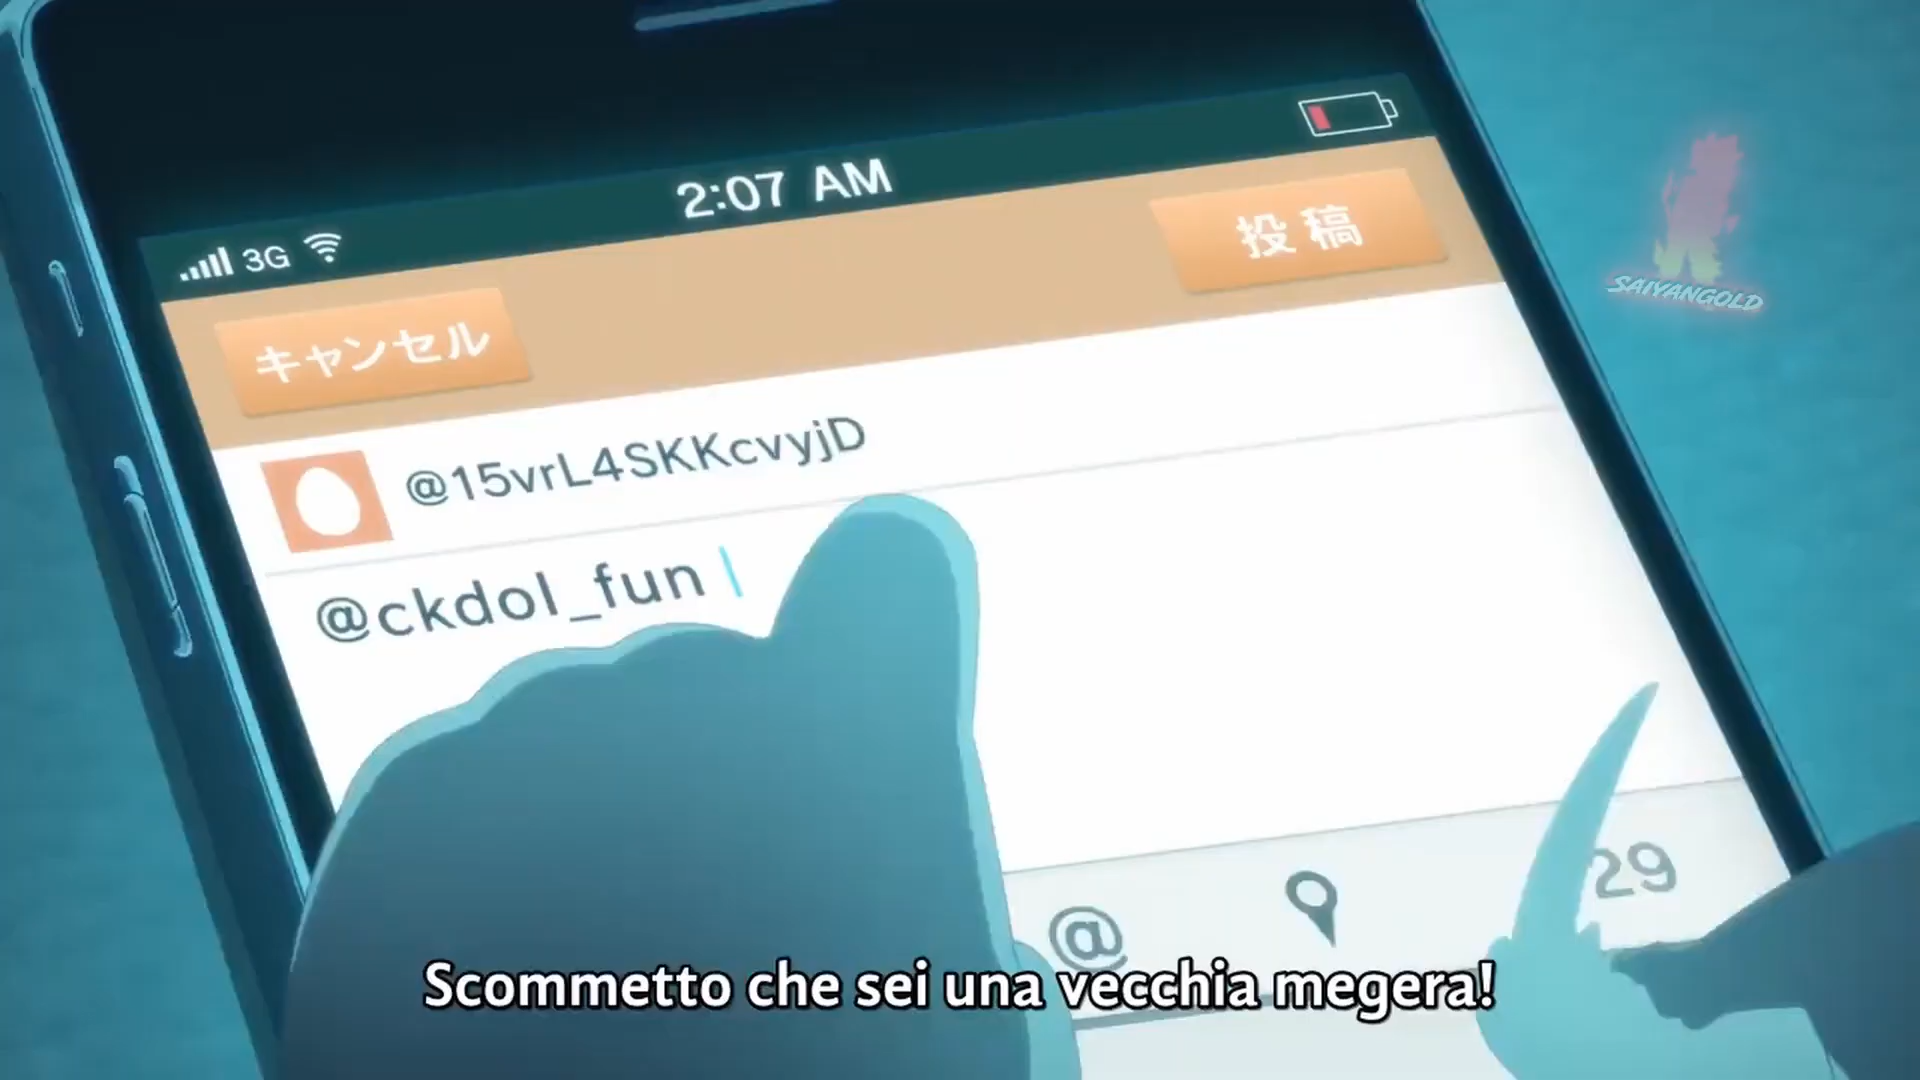 2:07 AM
3G
キャンセル
投稿
@15vrL4SKKcvyjD
@ckdol_fun
@
29
Scommetto che sei una vecchia megera!
SAIYANGOLD